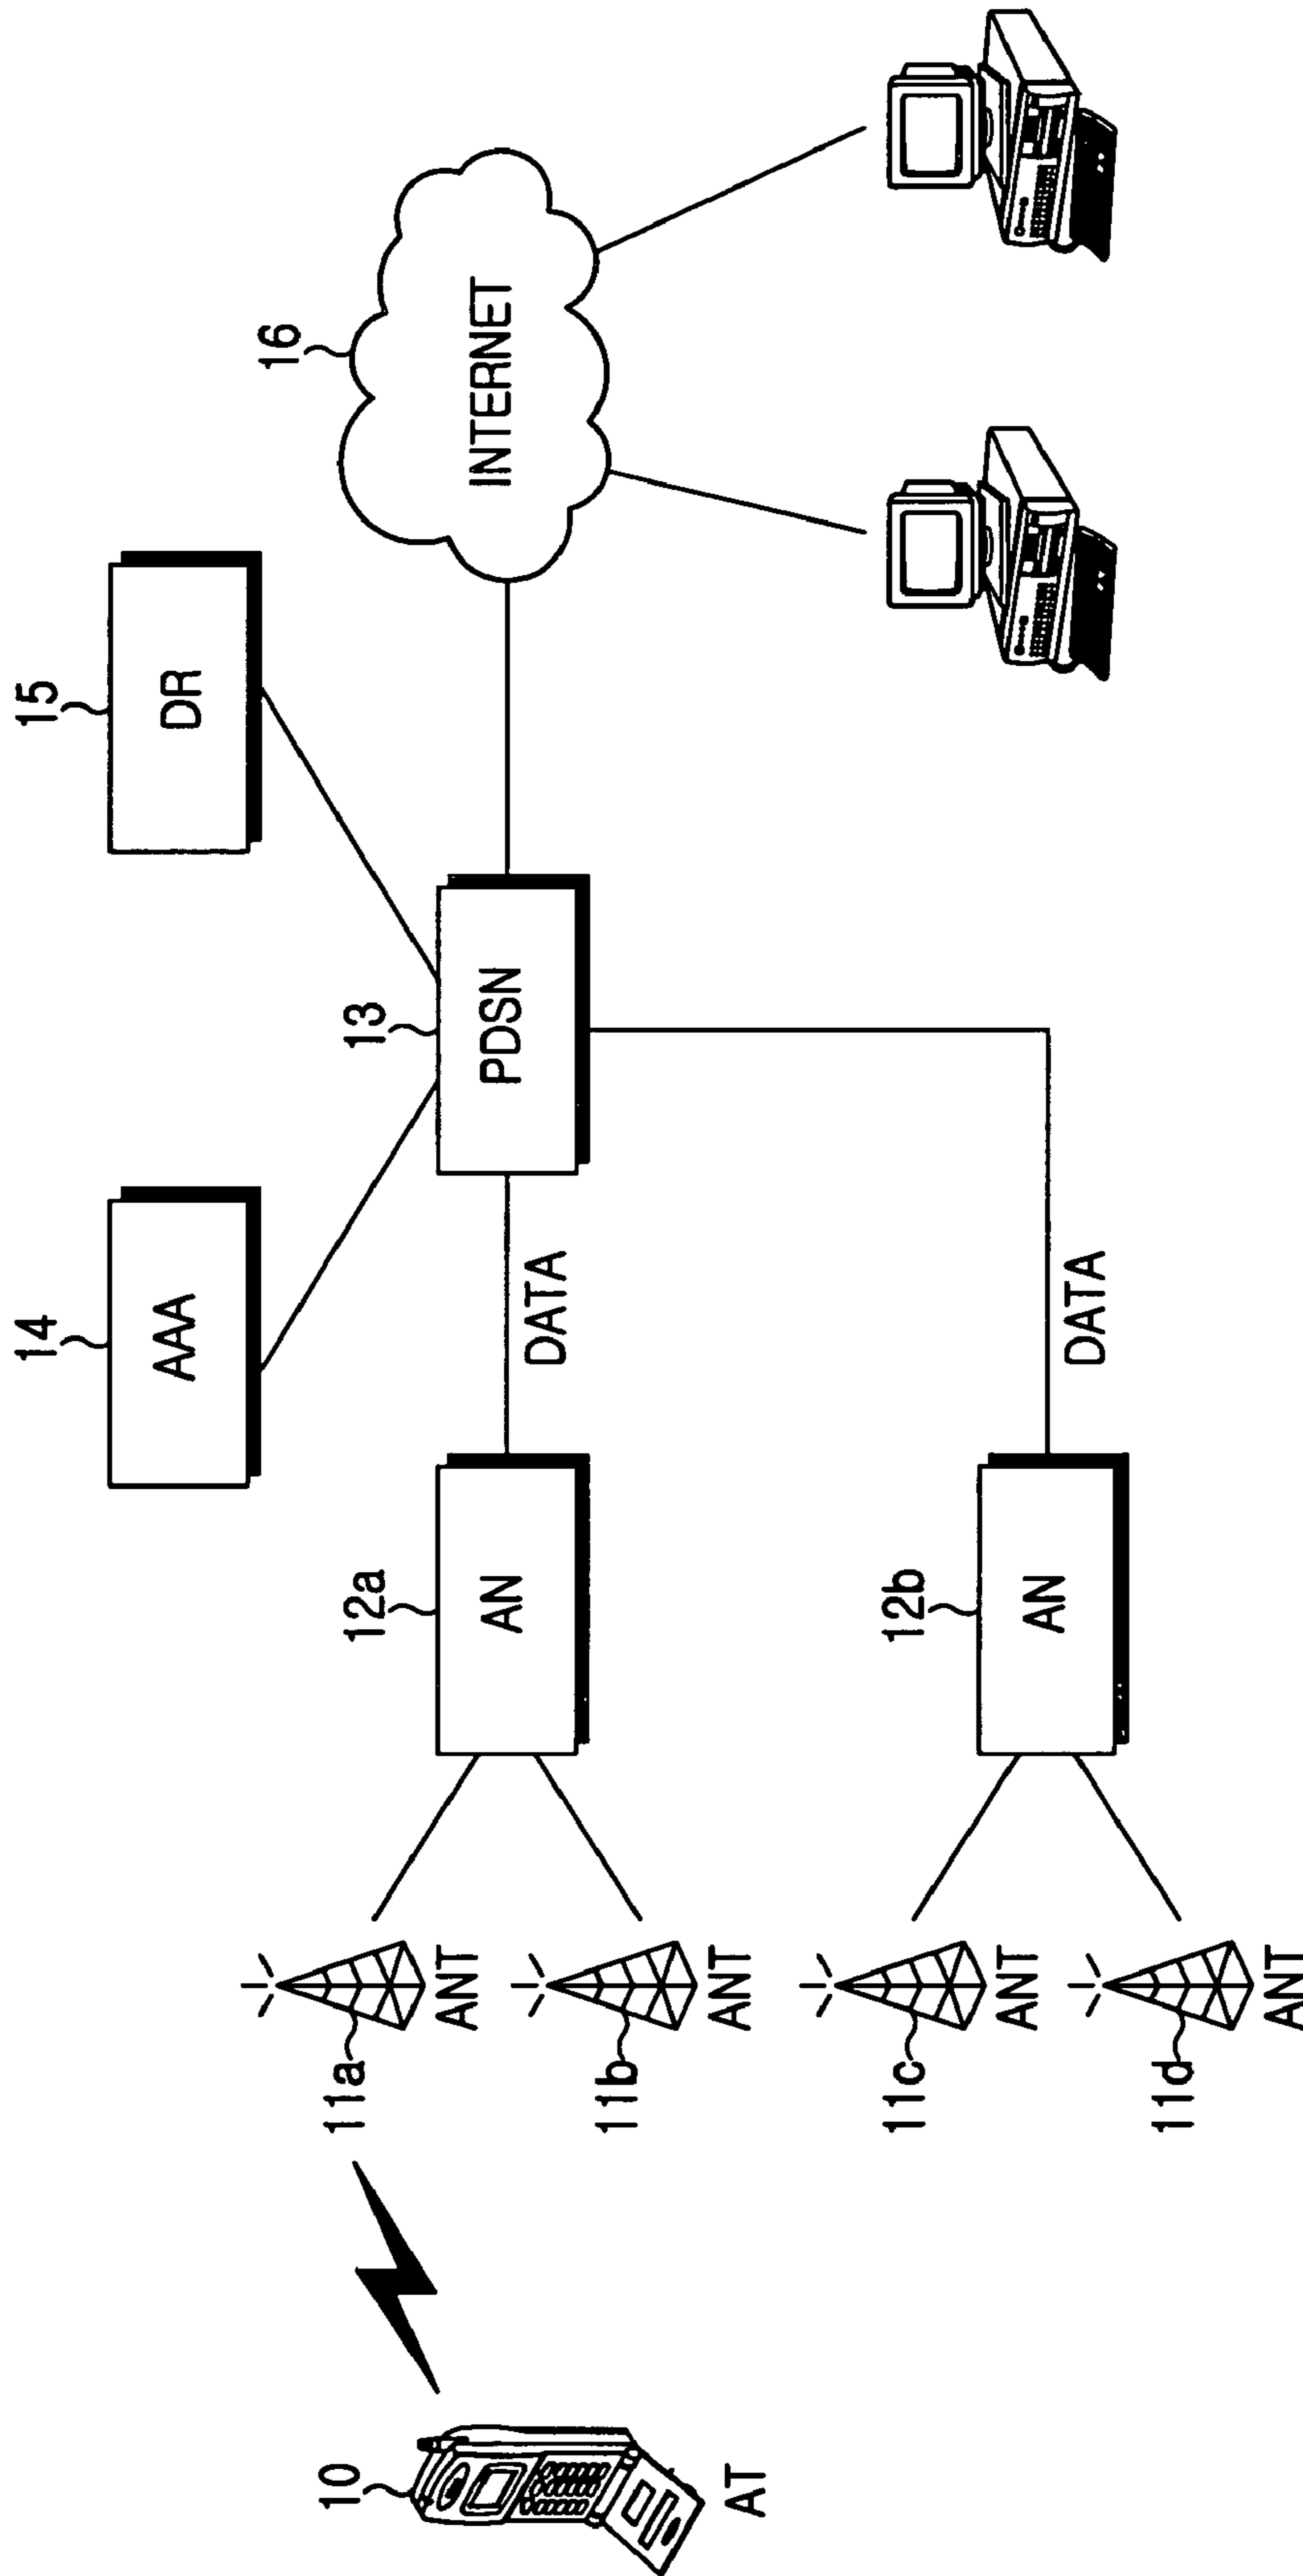 10
AT
11a
ANT
11b
ANT
11c
ANT
11d
ANT
12a
AN
12b
AN
DATA
DATA
14
AAA
13
PDSN
15
DR
16
INTERNET